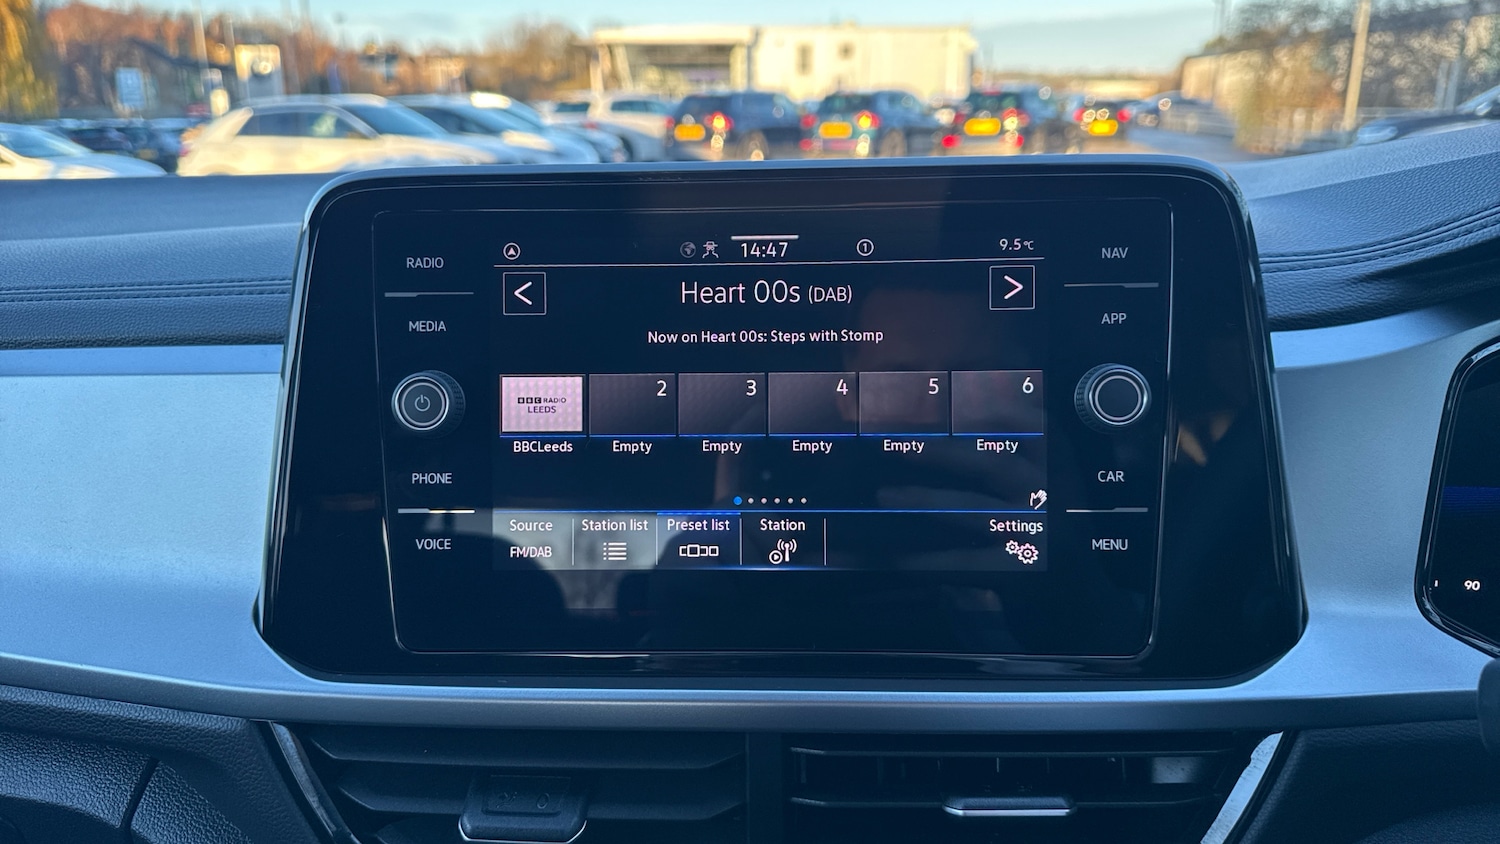 RADIO
MEDIA
PHONE
VOICE
14:47
1
9.5°C
< Heart 00s (DAB) >
Now on Heart 00s: Steps with Stomp
BBC RADIO
LEEDS
2 3 4 5 6
BBCLeeds Empty Empty Empty Empty Empty
Source Station list Preset list Station Settings
FM/DAB
NAV
APP
CAR
MENU
90